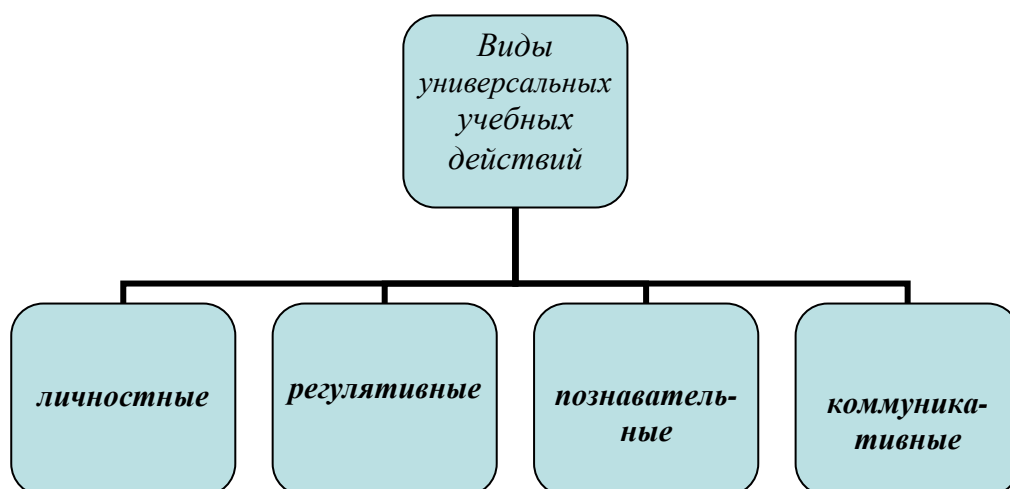 Виды
универсальных
учебных
действий
личностные
регулятивные
познаватель-
ные
коммуника-
тивные